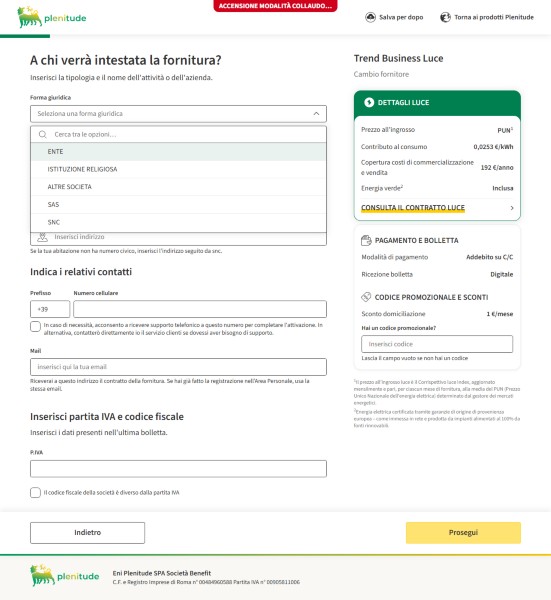 ACCENSIONE MODALITÀ COLLAUDO...
plenitude
Salva per dopo
Torna ai prodotti Plenitude
A chi verrà intestata la fornitura?
Inserisci la tipologia e il nome dell'attività o dell'azienda.
Forma giuridica
Seleziona una forma giuridica
Cerca tra le opzioni...
ENTE
ISTITUZIONE RELIGIOSA
ALTRE SOCIETA
SAS
SNC
Inserisci indirizzo
Se la tua abitazione non ha numero civico, inserisci l'indirizzo seguito da snc.
Indica i relativi contatti
Prefisso
Numero cellulare
+39
In caso di necessità, acconsento a ricevere supporto telefonico a questo numero per completare l'attivazione. In
alternativa, contatterò direttamente io il servizio clienti se dovessi aver bisogno di supporto.
Mail
Inserisci qui la tua email
Riceverai a questo indirizzo il contratto della fornitura. Se hai già fatto la registrazione nell'Area Personale, usa la
stessa email.
Inserisci partita IVA e codice fiscale
Inserisci i dati presenti nell'ultima bolletta.
P.IVA
Il codice fiscale della società è diverso dalla partita IVA
Trend Business Luce
Cambio fornitore
DETTAGLI LUCE
Prezzo all'ingrosso PUN¹
Contributo al consumo 0,0253 €/kWh
Copertura costi di commercializzazione
e vendita 192 €/anno
Energia verde² Inclusa
CONSULTA IL CONTRATTO LUCE
PAGAMENTO E BOLLETTA
Modalità di pagamento Addebito su C/C
Ricezione bolletta Digitale
CODICE PROMOZIONALE E SCONTI
Sconto domiciliazione 1 €/mese
Hai un codice promozionale?
Inserisci codice
Lascia il campo vuoto se non hai un codice
¹Il prezzo all'ingrosso luce è il Corrispettivo Luce Index, aggiornato
mensilmente e pari, per ciascun mese di fornitura, alla media del PUN (Prezzo
Unico Nazionale dell'energia elettrica) determinato dal gestore dei mercati
energetici
²Energia elettrica certificata tramite garanzie di origine di provenienza
europea – come immessa in rete e prodotta da impianti alimentati al 100% da
fonti rinnovabili.
Indietro
Prosegui
plenitude
Eni Plenitude SPA Società Benefit
C.F. e Registro Imprese di Roma n° 00484960588 Partita IVA n° 00905811006